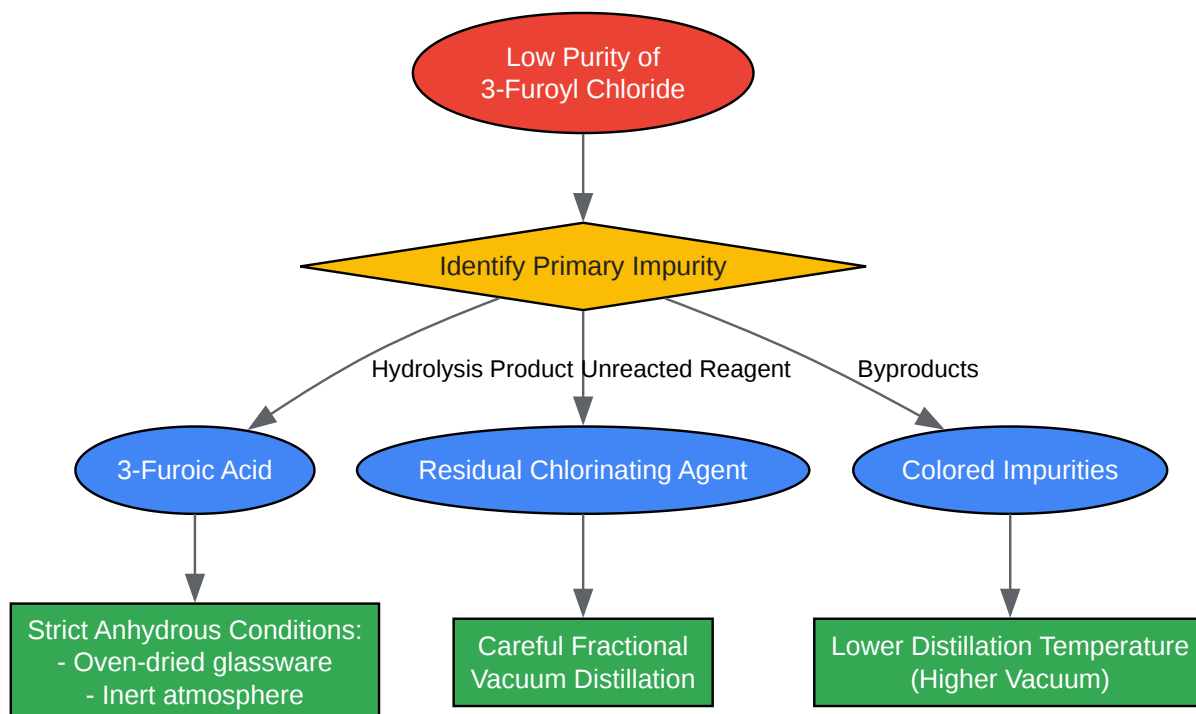 Low Purity of
3-Furoyl Chloride
Identify Primary Impurity
Hydrolysis Product
Unreacted Reagent
Byproducts
3-Furoic Acid
Residual Chlorinating Agent
Colored Impurities
Strict Anhydrous Conditions:
- Oven-dried glassware
- Inert atmosphere
Careful Fractional
Vacuum Distillation
Lower Distillation Temperature
(Higher Vacuum)